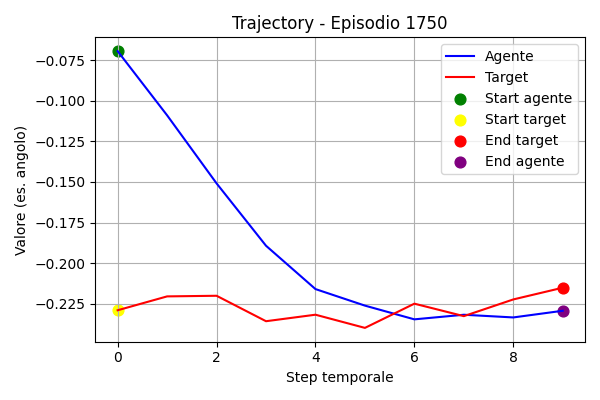 Trajectory - Episodio 1750
Agente
Target
Start agente
Start target
End target
End agente
Valore (es. angolo)
−0.075
−0.100
−0.125
−0.150
−0.175
−0.200
−0.225
0 2 4 6 8
Step temporale